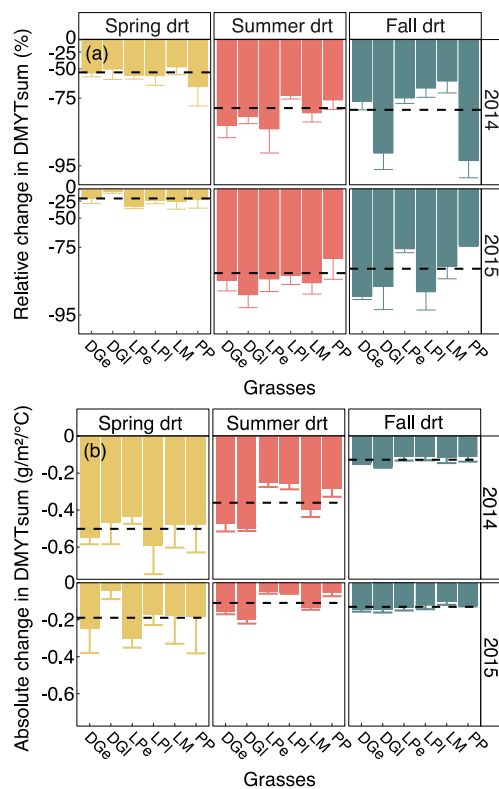 Spring drt Summer drt Fall drt
(a)
Relative change in DMYTsum (%)
0
-25
-50
-75
-95
2014
0
-25
-50
-75
-95
2015
DGe DGl LPe LPl LM PP DGe DGl LPe LPl LM PP DGe DGl LPe LPl LM PP
Grasses
Spring drt Summer drt Fall drt
(b)
Absolute change in DMYTsum (g/m²/°C)
0
-0.2
-0.4
-0.6
2014
0
-0.2
-0.4
-0.6
2015
DGe DGl LPe LPl LM PP DGe DGl LPe LPl LM PP DGe DGl LPe LPl LM PP
Grasses